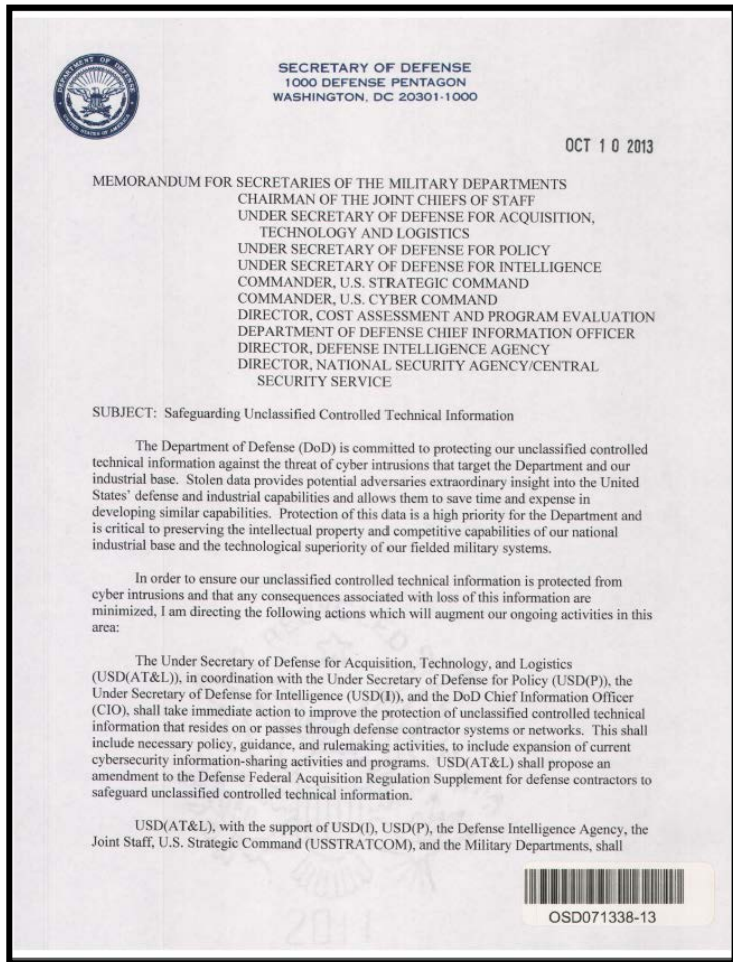 DEPARTMENT OF DEFENSE
UNITED STATES OF AMERICA
SECRETARY OF DEFENSE
1000 DEFENSE PENTAGON
WASHINGTON, DC 20301-1000
OCT 10 2013
MEMORANDUM FOR SECRETARIES OF THE MILITARY DEPARTMENTS
CHAIRMAN OF THE JOINT CHIEFS OF STAFF
UNDER SECRETARY OF DEFENSE FOR ACQUISITION,
TECHNOLOGY AND LOGISTICS
UNDER SECRETARY OF DEFENSE FOR POLICY
UNDER SECRETARY OF DEFENSE FOR INTELLIGENCE
COMMANDER, U.S. STRATEGIC COMMAND
COMMANDER, U.S. CYBER COMMAND
DIRECTOR, COST ASSESSMENT AND PROGRAM EVALUATION
DEPARTMENT OF DEFENSE CHIEF INFORMATION OFFICER
DIRECTOR, DEFENSE INTELLIGENCE AGENCY
DIRECTOR, NATIONAL SECURITY AGENCY/CENTRAL
SECURITY SERVICE
SUBJECT: Safeguarding Unclassified Controlled Technical Information
The Department of Defense (DoD) is committed to protecting our unclassified controlled
technical information against the threat of cyber intrusions that target the Department and our
industrial base. Stolen data provides potential adversaries extraordinary insight into the United
States' defense and industrial capabilities and allows them to save time and expense in
developing similar capabilities. Protection of this data is a high priority for the Department and
is critical to preserving the intellectual property and competitive capabilities of our national
industrial base and the technological superiority of our fielded military systems.
In order to ensure our unclassified controlled technical information is protected from
cyber intrusions and that any consequences associated with loss of this information are
minimized, I am directing the following actions which will augment our ongoing activities in this
area:
The Under Secretary of Defense for Acquisition, Technology, and Logistics
(USD(AT&L)), in coordination with the Under Secretary of Defense for Policy (USD(P)), the
Under Secretary of Defense for Intelligence (USD(I)), and the DoD Chief Information Officer
(CIO), shall take immediate action to improve the protection of unclassified controlled technical
information that resides on or passes through defense contractor systems or networks. This shall
include necessary policy, guidance, and rulemaking activities, to include expansion of current
cybersecurity information-sharing activities and programs. USD(AT&L) shall propose an
amendment to the Defense Federal Acquisition Regulation Supplement for defense contractors to
safeguard unclassified controlled technical information.
USD(AT&L), with the support of USD(I), USD(P), the Defense Intelligence Agency, the
Joint Staff, U.S. Strategic Command (USSTRATCOM), and the Military Departments, shall
OSD071338-13